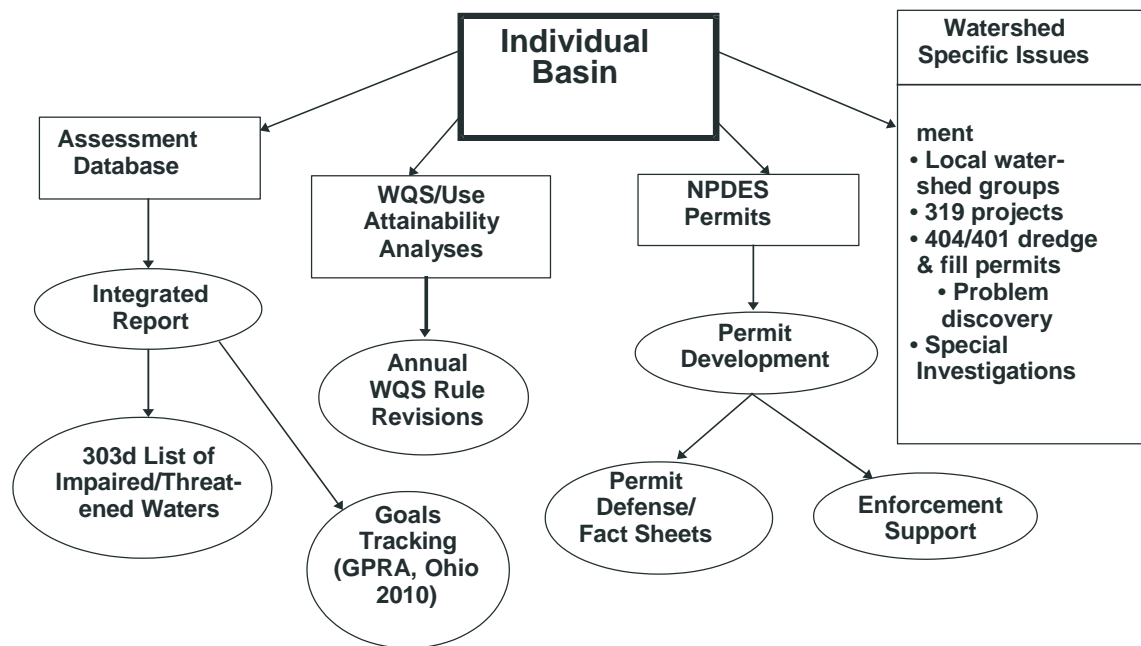 Individual
Basin
Watershed
Specific Issues
Assessment
Database
WQS/Use
Attainability
Analyses
NPDES
Permits
ment
• Local water-
shed groups
• 319 projects
• 404/401 dredge
& fill permits
• Problem
discovery
• Special
Investigations
Integrated
Report
Annual
WQS Rule
Revisions
Permit
Development
303d List of
Impaired/Threat-
ened Waters
Goals
Tracking
(GPRA, Ohio
2010)
Permit
Defense/
Fact Sheets
Enforcement
Support